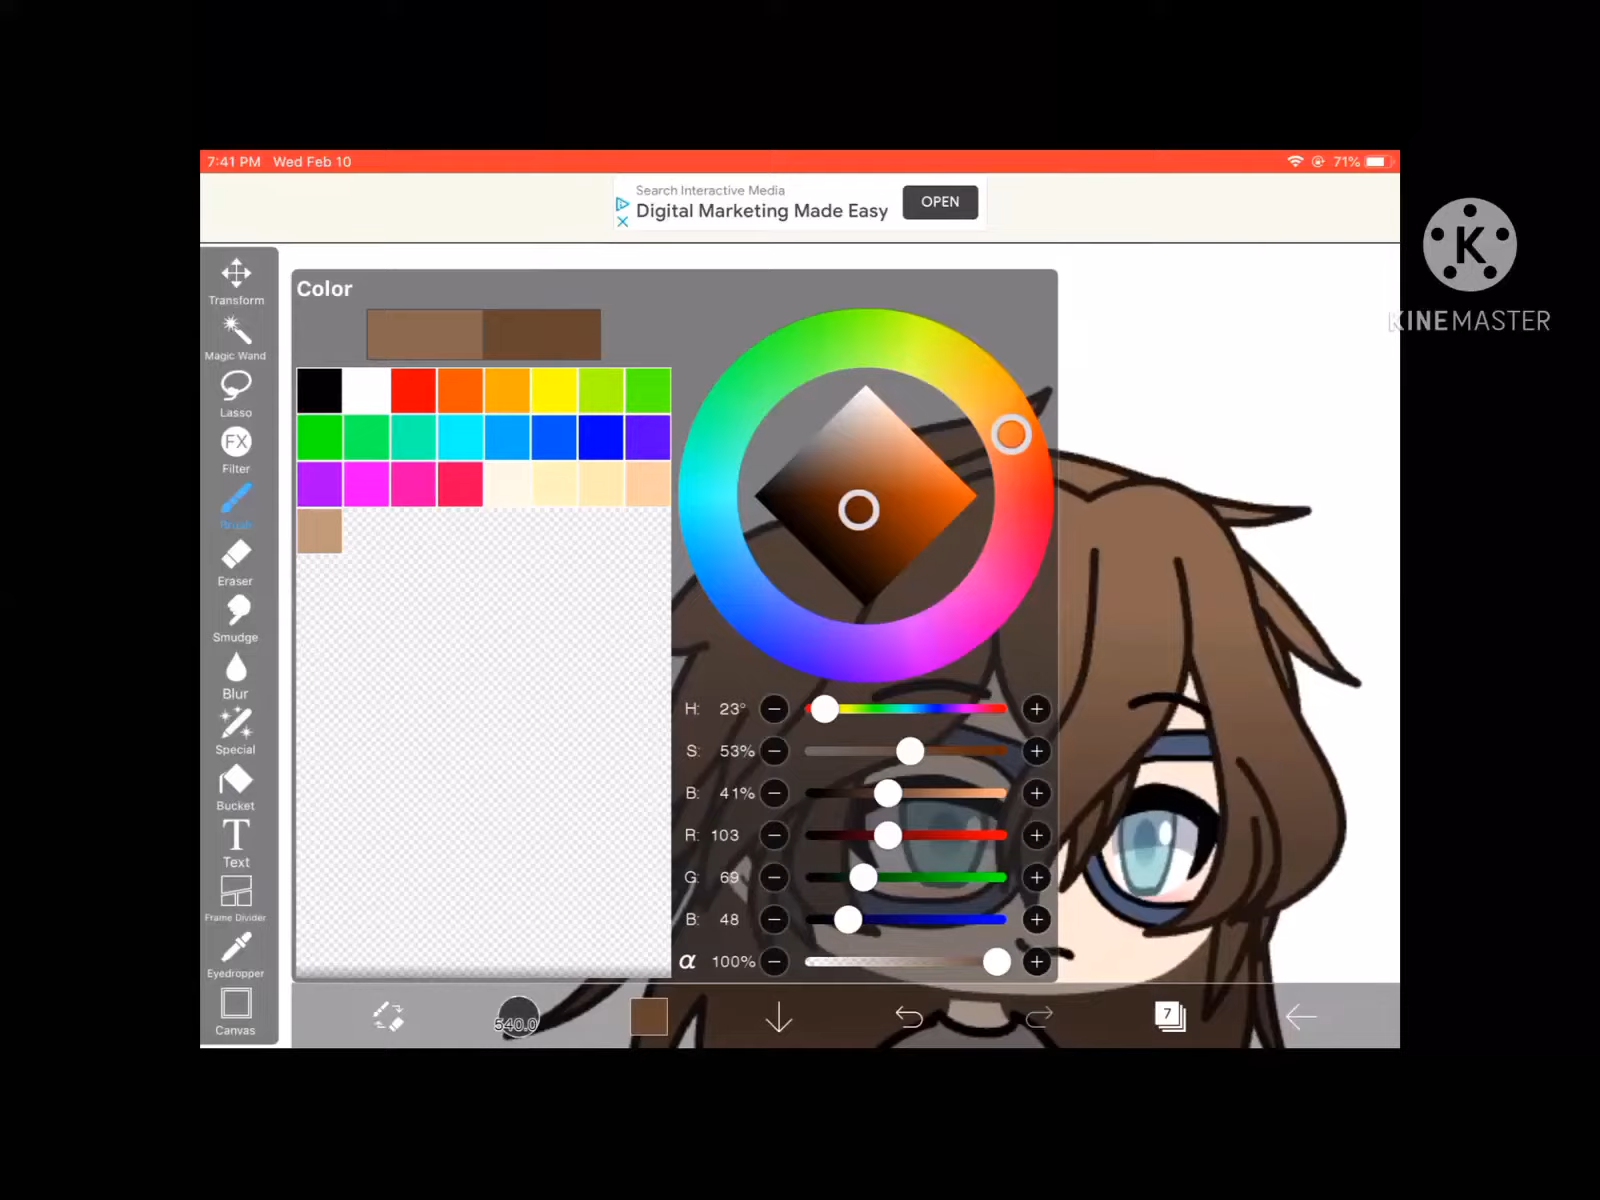 7:41 PM Wed Feb 10
71%
Search Interactive Media
Digital Marketing Made Easy
OPEN
K
KINEMASTER
Transform
Magic Wand
Lasso
FX
Filter
Brush
Eraser
Smudge
Blur
Special
Bucket
T
Text
Frame Divider
Eyedropper
Canvas
Color
H: 23°
S: 53%
B: 41%
R: 103
G: 69
B: 48
α 100%
540.0
7